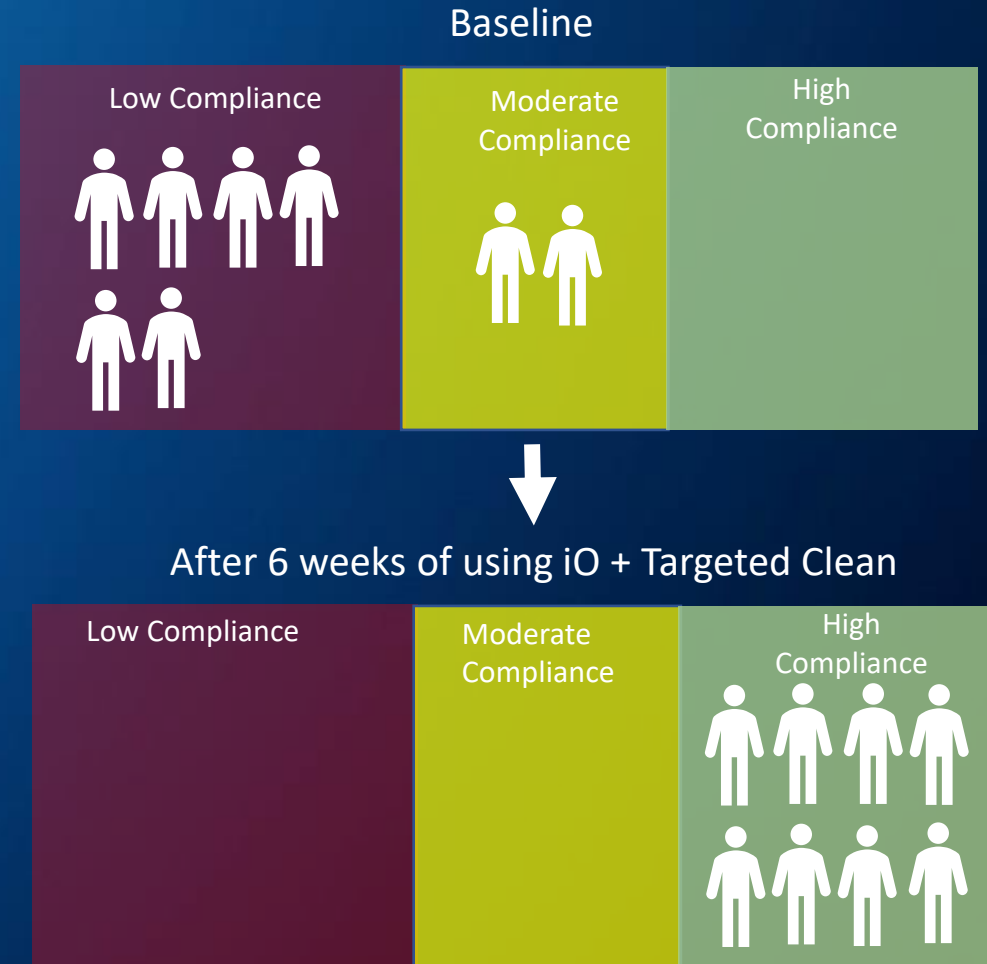 Baseline
Low Compliance
Moderate
Compliance
High
Compliance
After 6 weeks of using iO + Targeted Clean
Low Compliance
Moderate
Compliance
High
Compliance